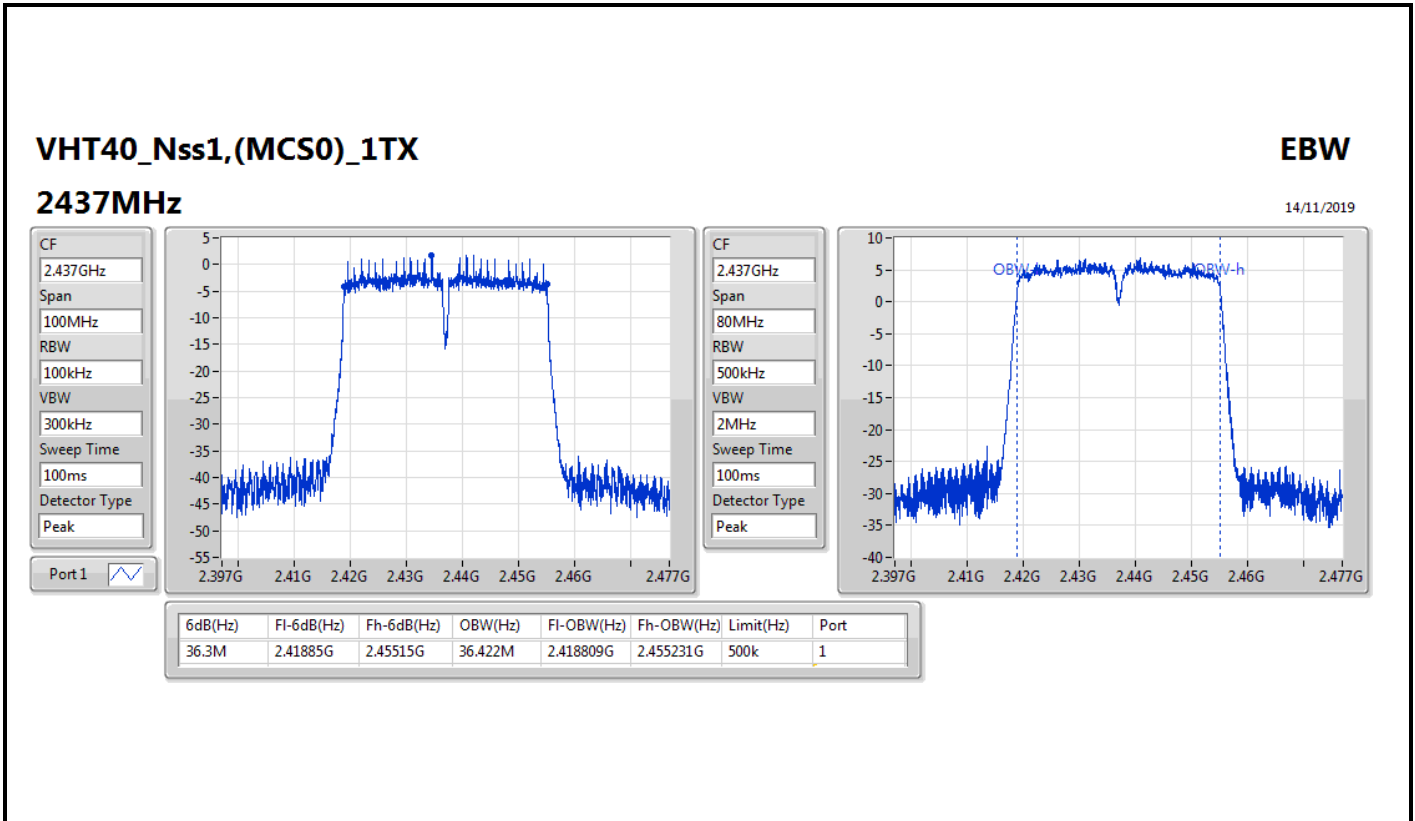 VHT40_Nss1,(MCS0)_1TX
EBW
2437MHz
14/11/2019
CF
2.437GHz
Span
100MHz
RBW
100kHz
VBW
300kHz
Sweep Time
100ms
Detector Type
Peak
Port 1
5
0
-5
-10
-15
-20
-25
-30
-35
-40
-45
-50
-55
2.397G 2.41G 2.42G 2.43G 2.44G 2.45G 2.46G 2.477G
CF
2.437GHz
Span
80MHz
RBW
500kHz
VBW
2MHz
Sweep Time
100ms
Detector Type
Peak
10
5
0
-5
-10
-15
-20
-25
-30
-35
-40
OBW-h
2.397G 2.41G 2.42G 2.43G 2.44G 2.45G 2.46G 2.477G
6dB(Hz) Fl-6dB(Hz) Fh-6dB(Hz) OBW(Hz) Fl-OBW(Hz) Fh-OBW(Hz) Limit(Hz) Port
36.3M 2.41885G 2.45515G 36.422M 2.418809G 2.455231G 500k 1